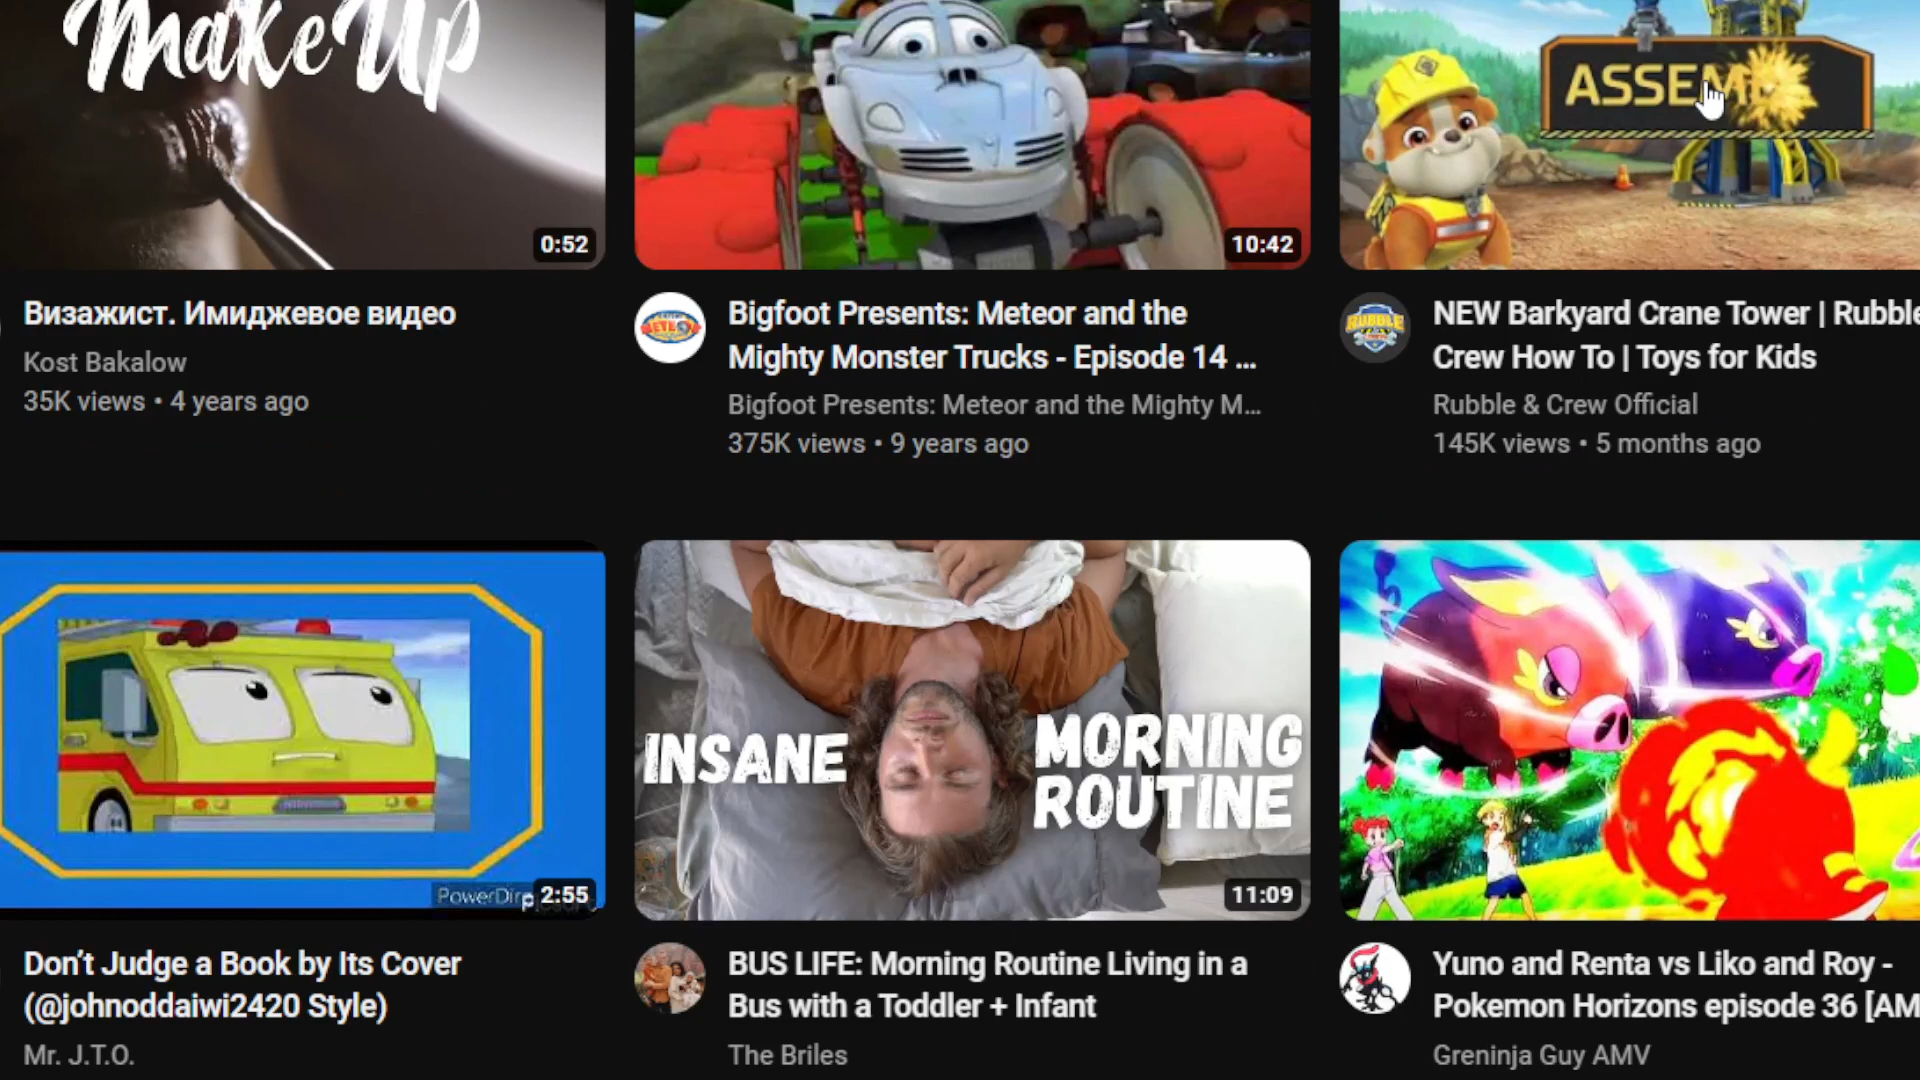 Make Up
0:52
10:42
ASSEM
Визажист. Имиджевое видео
Kost Bakalow
35K views • 4 years ago
METEOR
Bigfoot Presents: Meteor and the
Mighty Monster Trucks - Episode 14 ...
Bigfoot Presents: Meteor and the Mighty M...
375K views • 9 years ago
RUBBLE
NEW Barkyard Crane Tower | Rubble
Crew How To | Toys for Kids
Rubble & Crew Official
145K views • 5 months ago
PowerDir
2:55
INSANE
MORNING
ROUTINE
11:09
Don’t Judge a Book by Its Cover
(@johnoddaiwi2420 Style)
Mr. J.T.O.
BUS LIFE: Morning Routine Living in a
Bus with a Toddler + Infant
The Briles
Yuno and Renta vs Liko and Roy -
Pokemon Horizons episode 36 [AM
Greninja Guy AMV